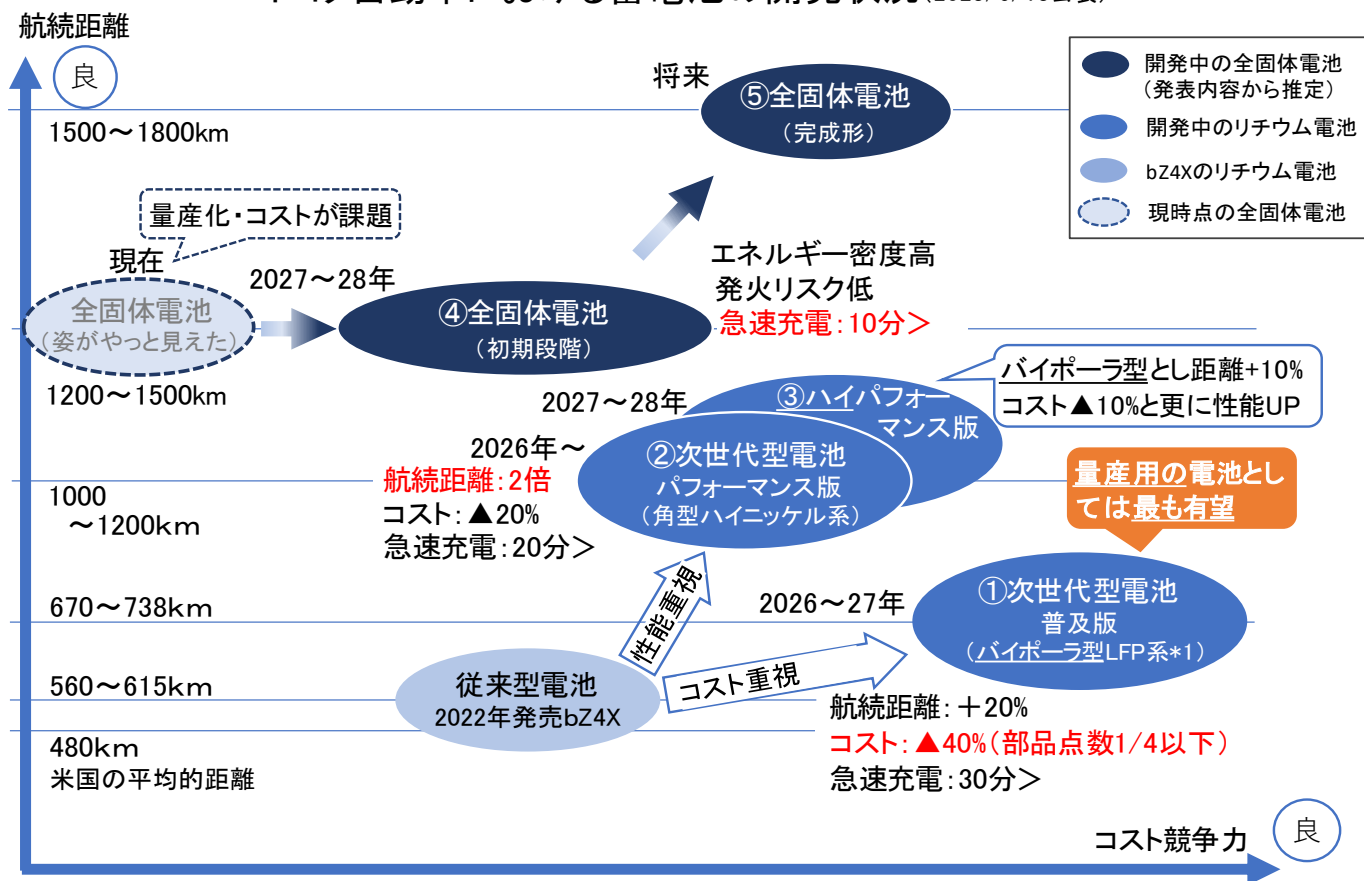 における蓄電池の開発状況
航続距離
良
将来
⑤全固体電池
（完成形）
開発中の全固体電池
（発表内容から推定）
開発中のリチウム電池
bZ4Xのリチウム電池
現時点の全固体電池
1500～1800km
量産化・コストが課題
現在
2027～28年
全固体電池
（姿がやっと見えた）
④全固体電池
（初期段階）
エネルギー密度高
発火リスク低
急速充電：10分＞
1200～1500km
バイポーラ型とし距離+10%
コスト▲10%と更に性能UP
2027～28年
③ハイパフォー
マンス版
2026年～
航続距離：2倍
コスト：▲20%
急速充電：20分＞
②次世代型電池
パフォーマンス版
（角型ハイニッケル系）
量産用の電池とし
ては最も有望
1000
～1200km
性能重視
670～738km
2026～27年
①次世代型電池
普及版
（バイポーラ型LFP系*1）
コスト重視
560～615km
従来型電池
2022年発売bZ4X
航続距離：＋20%
コスト：▲40%（部品点数1/4以下）
急速充電：30分＞
480km
米国の平均的距離
コスト競争力
良